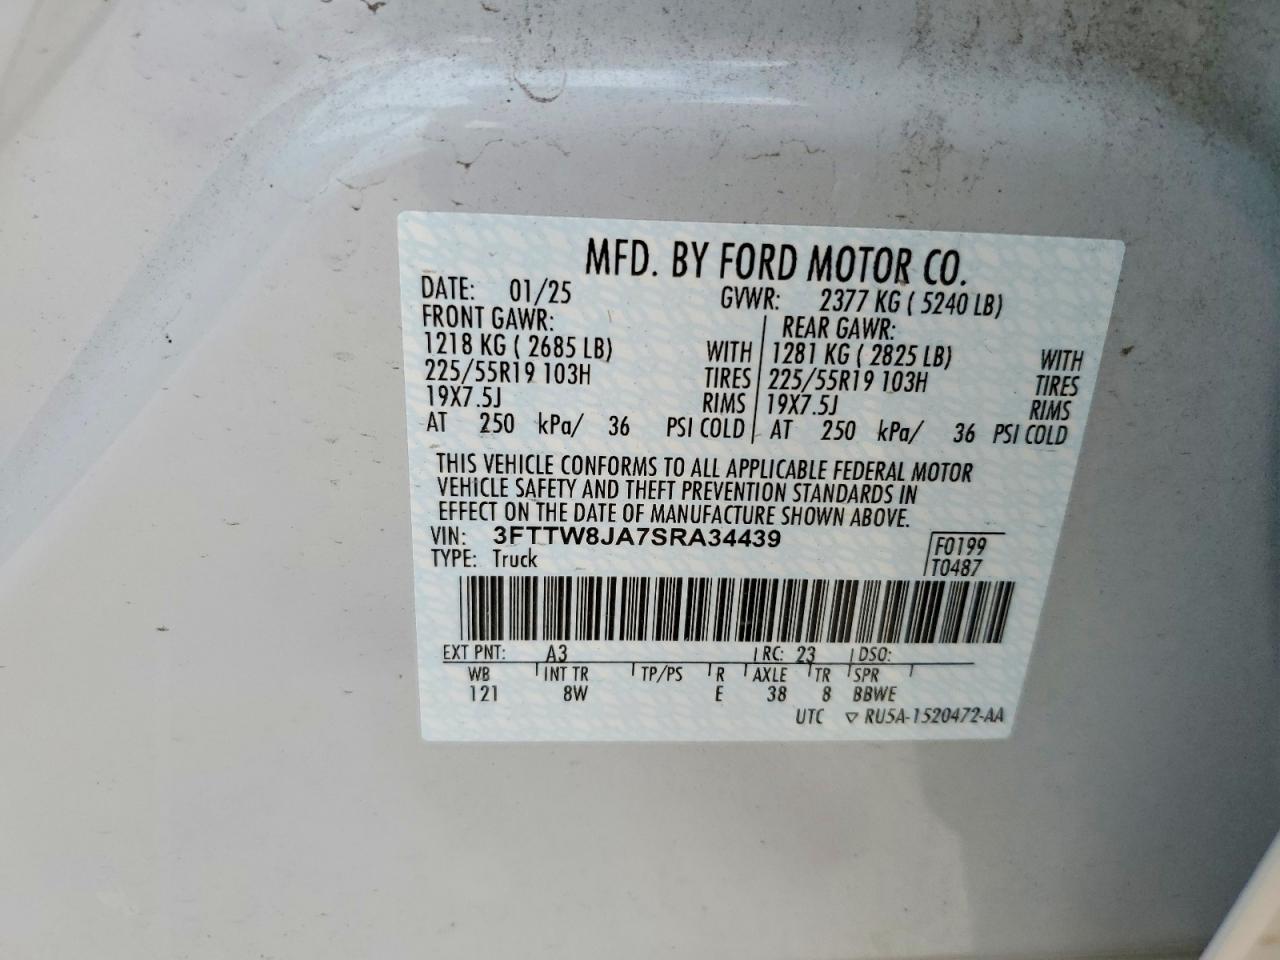 MFD. BY FORD MOTOR CO.
DATE: 01/25 GVWR: 2377 KG ( 5240 LB)
FRONT GAWR: REAR GAWR:
1218 KG ( 2685 LB) WITH 1281 KG ( 2825 LB) WITH
225/55R19 103H TIRES 225/55R19 103H TIRES
19X7.5J RIMS 19X7.5J RIMS
AT 250 kPa/ 36 PSI COLD AT 250 kPa/ 36 PSI COLD
THIS VEHICLE CONFORMS TO ALL APPLICABLE FEDERAL MOTOR
VEHICLE SAFETY AND THEFT PREVENTION STANDARDS IN
EFFECT ON THE DATE OF MANUFACTURE SHOWN ABOVE.
VIN: 3FTTW8JA7SRA34439 F0199
TYPE: Truck T0487
EXT PNT: A3 RC: 23 DSO:
WB INT TR TP/PS R AXLE TR SPR
121 8W E 38 8 BBWE
UTC ▽ RU5A-1520472-AA